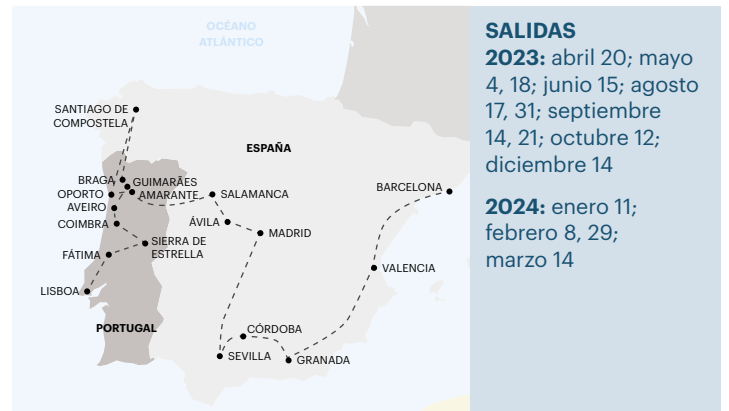 OCÉANO
ATLÁNTICO
SANTIAGO DE
COMPOSTELA
ESPAÑA
BRAGA
GUIMARÃES
OPORTO
AMARANTE
SALAMANCA
BARCELONA
AVEIRO
COIMBRA
ÁVILA
MADRID
SIERRA DE
ESTRELLA
FÁTIMA
VALENCIA
LISBOA
PORTUGAL
CÓRDOBA
SEVILLA
GRANADA
SALIDAS
2023: abril 20; mayo
4, 18; junio 15; agosto
17, 31; septiembre
14, 21; octubre 12;
diciembre 14
2024: enero 11;
febrero 8, 29;
marzo 14